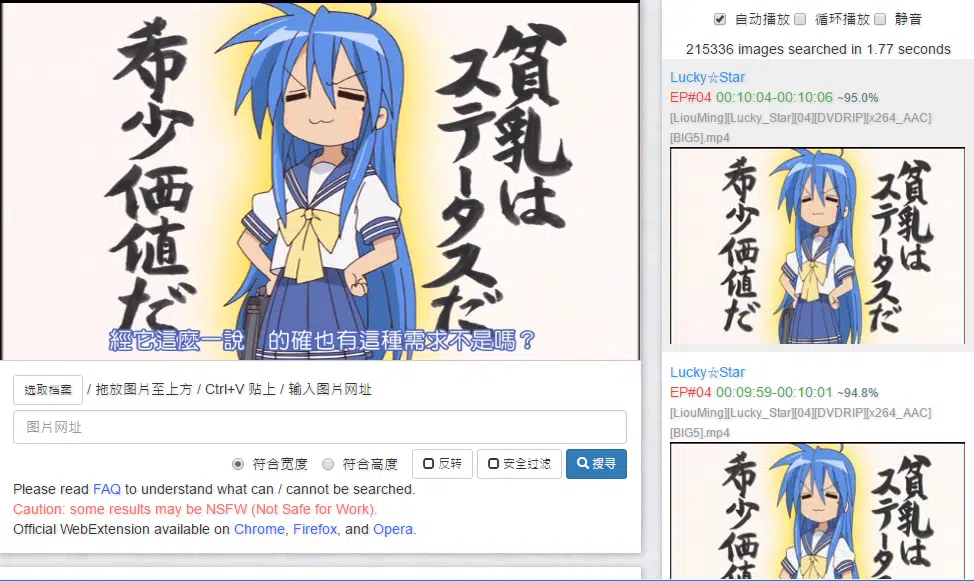 貧乳は
ステータスだ
希少価値だ
經它這麼一說 的確也有這種需求不是嗎？
选取档案 / 拖放图片至上方 / Ctrl+V 贴上 / 输入图片网址
图片网址
符合宽度 符合高度 反转 安全过滤 搜寻
Please read FAQ to understand what can / cannot be searched.
Caution: some results may be NSFW (Not Safe for Work).
Official WebExtension available on Chrome, Firefox, and Opera.
自动播放 循环播放 静音
215336 images searched in 1.77 seconds
Lucky☆Star
EP#04 00:10:04-00:10:06 ~95.0%
[LiouMing][Lucky_Star][04][DVDRIP][x264_AAC]
[BIG5].mp4
貧乳は
ステータスだ
希少価値だ
Lucky☆Star
EP#04 00:09:59-00:10:01 ~94.8%
[LiouMing][Lucky_Star][04][DVDRIP][x264_AAC]
[BIG5].mp4
貧乳は
ステータス
希少価値